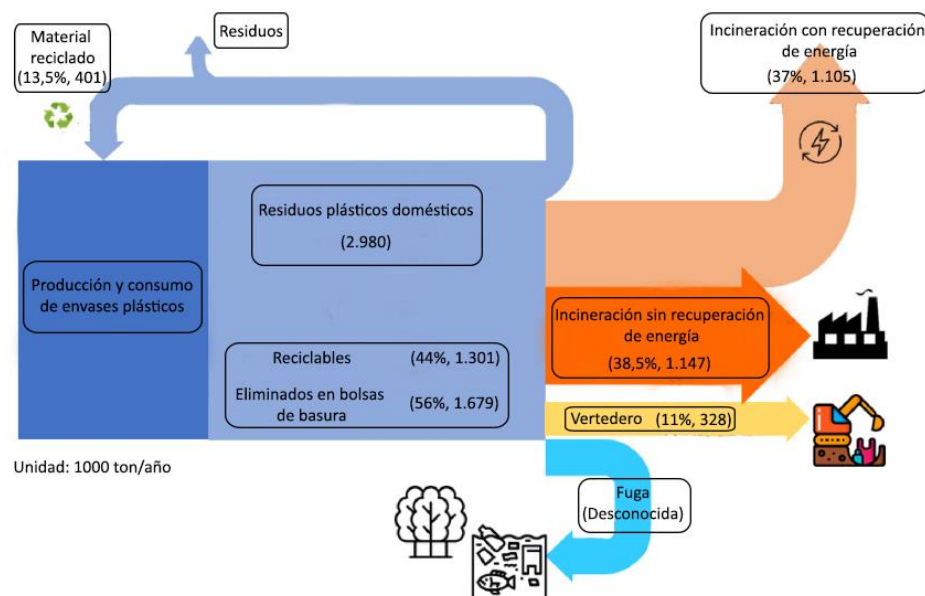 Material
reciclado
(13,5%, 401)
Residuos
Incineración con recuperación
de energía
(37%, 1.105)
Residuos plásticos domésticos
(2.980)
Producción y consumo
de envases plásticos
Incineración sin recuperación
de energía
(38,5%, 1.147)
Reciclables (44%, 1.301)
Eliminados en bolsas
de basura (56%, 1.679)
Vertedero (11%, 328)
Unidad: 1000 ton/año
Fuga
(Desconocida)